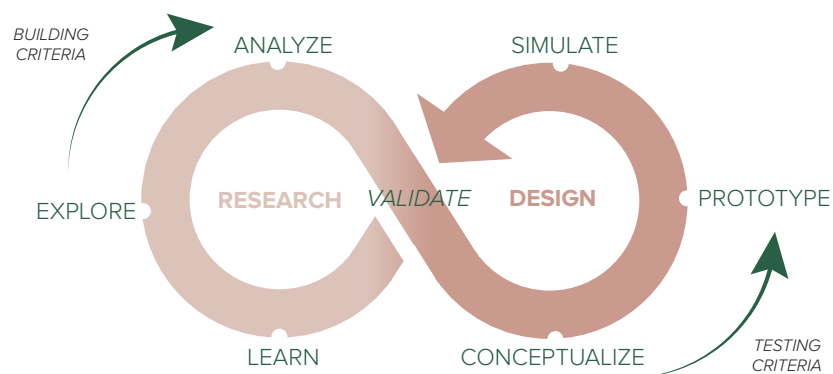 BUILDING
CRITERIA
ANALYZE
SIMULATE
EXPLORE
RESEARCH
VALIDATE
DESIGN
PROTOTYPE
LEARN
CONCEPTUALIZE
TESTING
CRITERIA